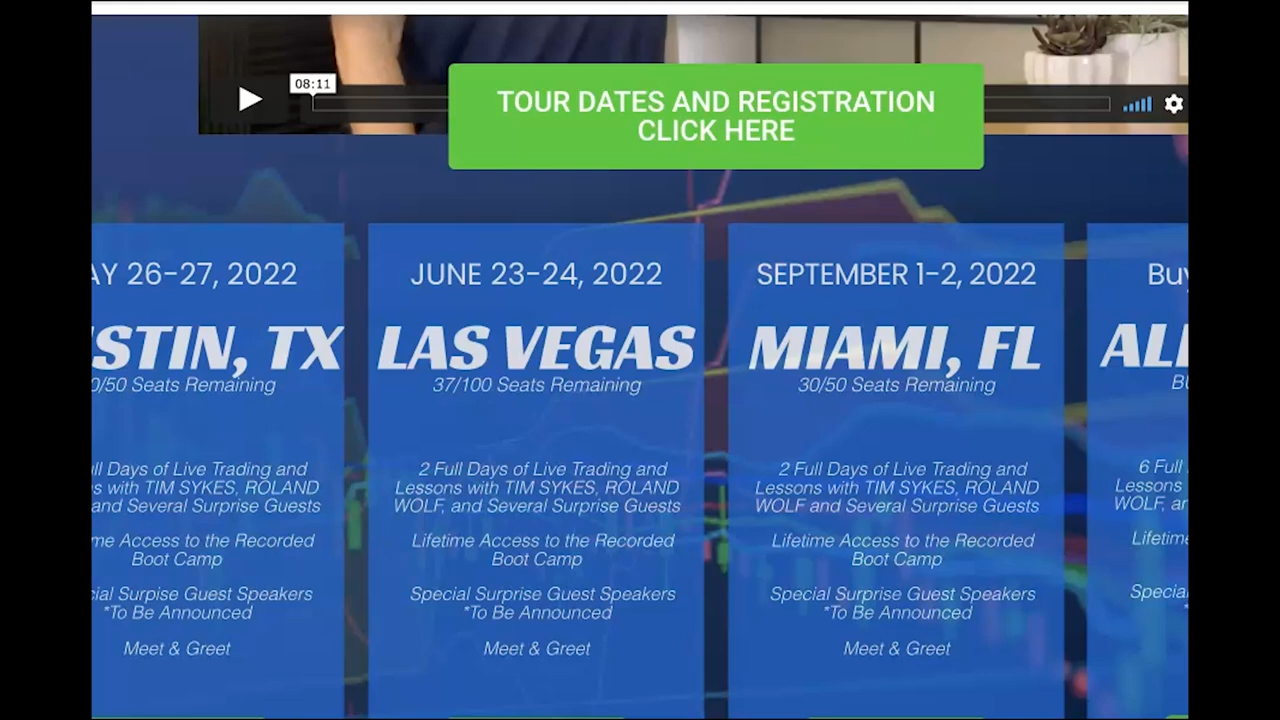 08:11
TOUR DATES AND REGISTRATION
CLICK HERE
AY 26-27, 2022
STIN, TX
0/50 Seats Remaining
ull Days of Live Trading and
s with TIM SYKES, ROLAND
and Several Surprise Guests
me Access to the Recorded
Boot Camp
cial Surpise Guest Speakers
*To Be Announced
Meet & Greet
JUNE 23-24, 2022
LAS VEGAS
37/100 Seats Remaining
2 Full Days of Live Trading and
Lessons with TIM SYKES, ROLAND
WOLF, and Several Surprise Guests
Lifetime Access to the Recorded
Boot Camp
Special Surpise Guest Speakers
*To Be Announced
Meet & Greet
SEPTEMBER 1-2, 2022
MIAMI, FL
30/50 Seats Remaining
2 Full Days of Live Trading and
Lessons with TIM SYKES, ROLAND
WOLF and Several Surprise Guests
Lifetime Access to the Recorded
Boot Camp
Special Surpise Guest Speakers
*To Be Announced
Meet & Greet
Buy
AL
6 Full
Lessons
WOLF, ar
Lifetime
Specia